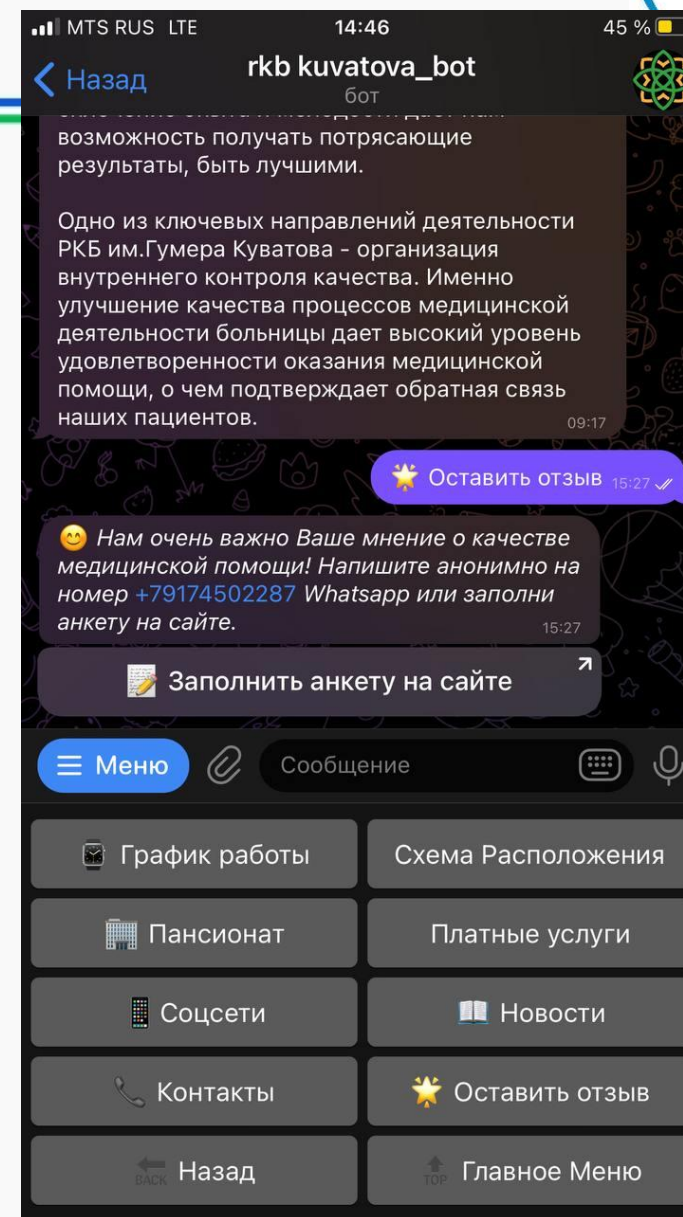 MTS RUS LTE 14:46 45 %
Назад rkb kuvatova_bot
бот
возможность получать потрясающие
результаты, быть лучшими.
Одно из ключевых направлений деятельности
РКБ им.Гумера Куватова - организация
внутреннего контроля качества. Именно
улучшение качества процессов медицинской
деятельности больницы дает высокий уровень
удовлетворенности оказания медицинской
помощи, о чем подтверждает обратная связь
наших пациентов. 09:17
🌟 Оставить отзыв 15:27
😊 Нам очень важно Ваше мнение о качестве
медицинской помощи! Напишите анонимно на
номер +79174502287 Whatsapp или заполни
анкету на сайте. 15:27
📝 Заполнить анкету на сайте
Меню Сообщение
График работы Схема Расположения
Пансионат Платные услуги
Соцсети Новости
Контакты Оставить отзыв
BACK Назад TOP Главное Меню